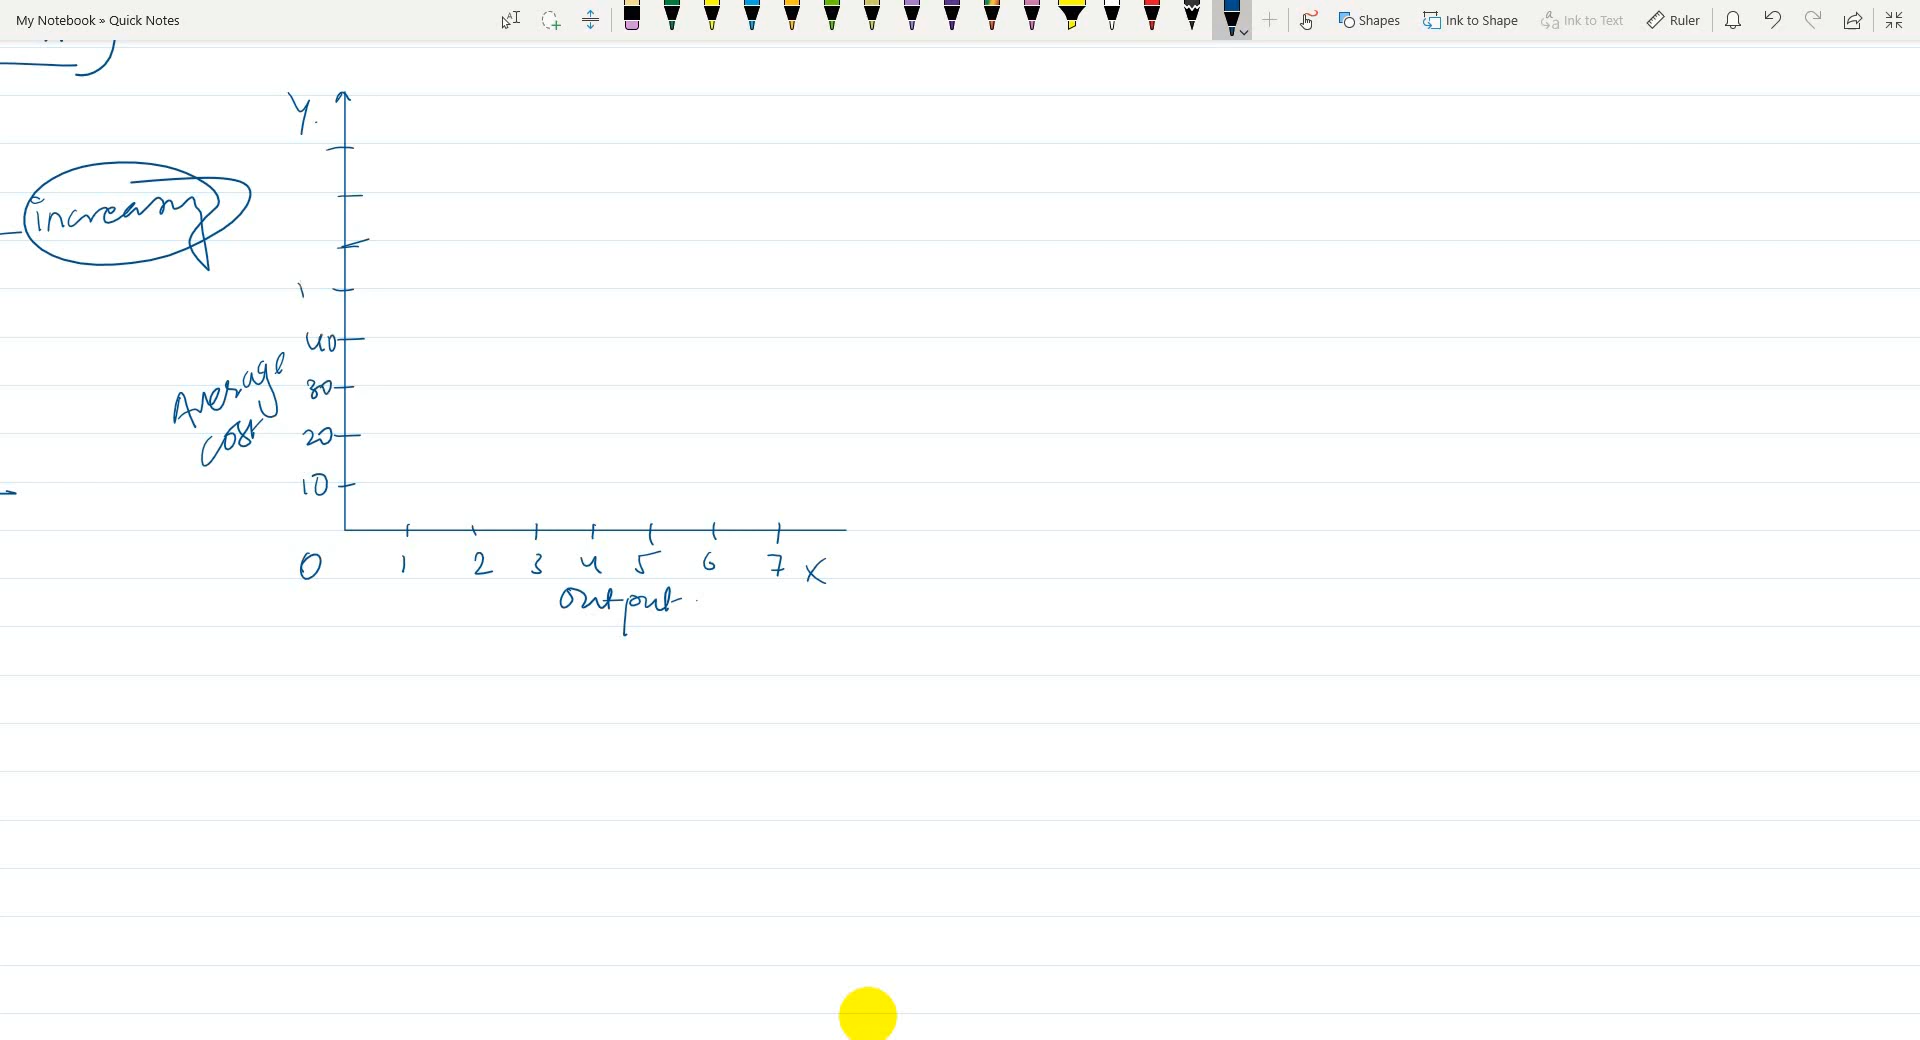 My Notebook » Quick Notes
Shapes
Ink to Shape
Ink to Text
Ruler
Y
increasing
40
Average
30
cost
20
10
0 1 2 3 4 5 6 7 X
output